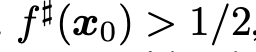 . f♯(x₀) > 1/2,